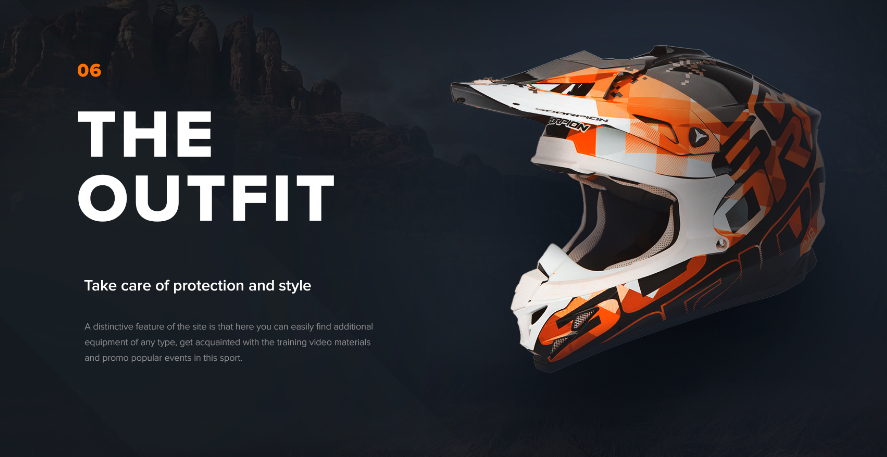 06
THE
OUTFIT
Take care of protection and style
A distinctive feature of the site is that here you can easily find additional
equipment of any type, get acquainted with the training video materials
and promo popular events in this sport.
SCORPION